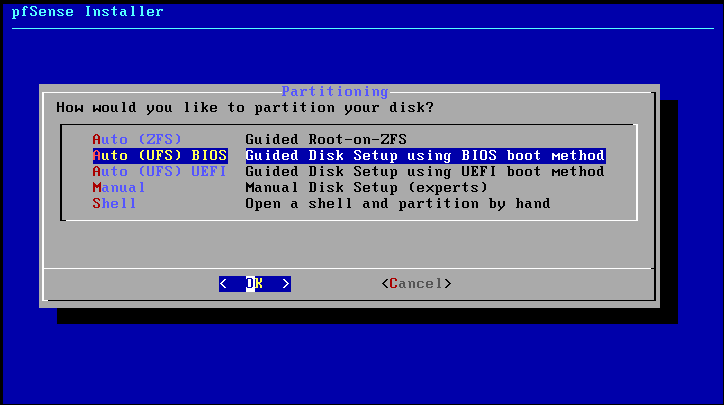 pfSense Installer
Partitioning
How would you like to partition your disk?
Auto (ZFS) Guided Root-on-ZFS
Auto (UFS) BIOS Guided Disk Setup using BIOS boot method
Auto (UFS) UEFI Guided Disk Setup using UEFI boot method
Manual Manual Disk Setup (experts)
Shell Open a shell and partition by hand
< OK > <Cancel>